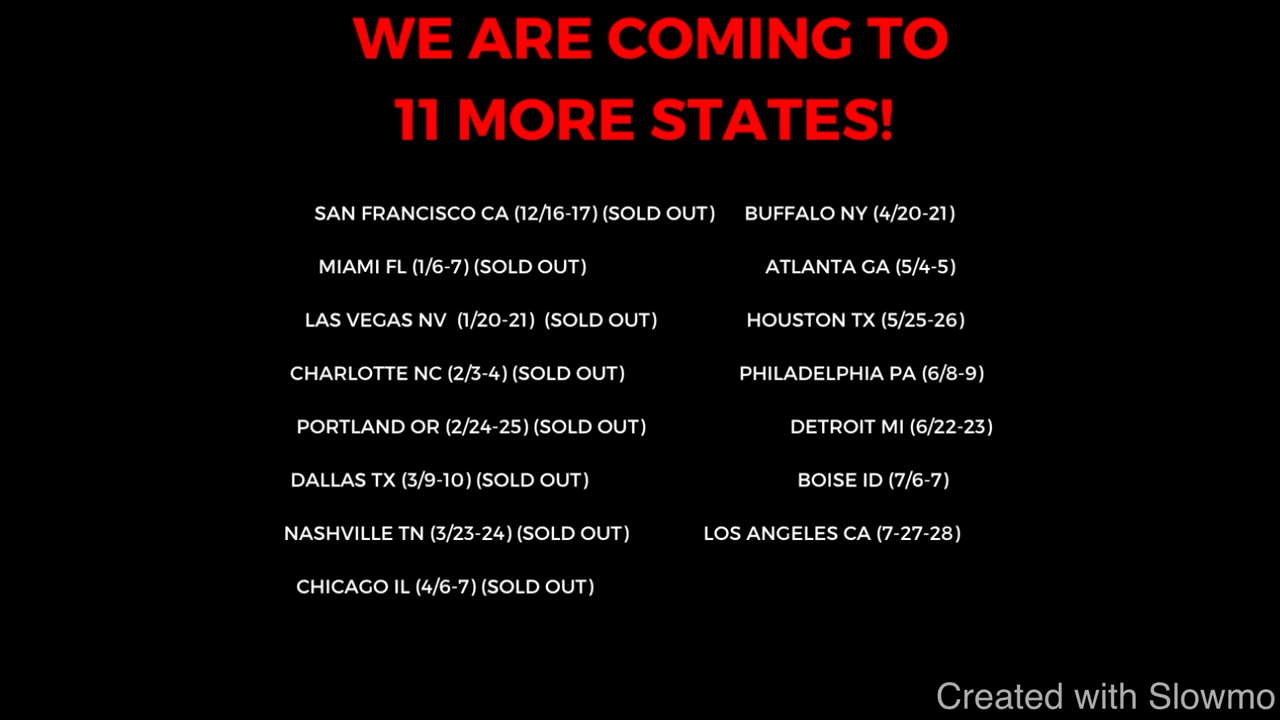 WE ARE COMING TO
11 MORE STATES!
SAN FRANCISCO CA (12/16-17) (SOLD OUT) BUFFALO NY (4/20-21)
MIAMI FL (1/6-7) (SOLD OUT) ATLANTA GA (5/4-5)
LAS VEGAS NV (1/20-21) (SOLD OUT) HOUSTON TX (5/25-26)
CHARLOTTE NC (2/3-4) (SOLD OUT) PHILADELPHIA PA (6/8-9)
PORTLAND OR (2/24-25) (SOLD OUT) DETROIT MI (6/22-23)
DALLAS TX (3/9-10) (SOLD OUT) BOISE ID (7/6-7)
NASHVILLE TN (3/23-24) (SOLD OUT) LOS ANGELES CA (7-27-28)
CHICAGO IL (4/6-7) (SOLD OUT)
Created with Slowmo